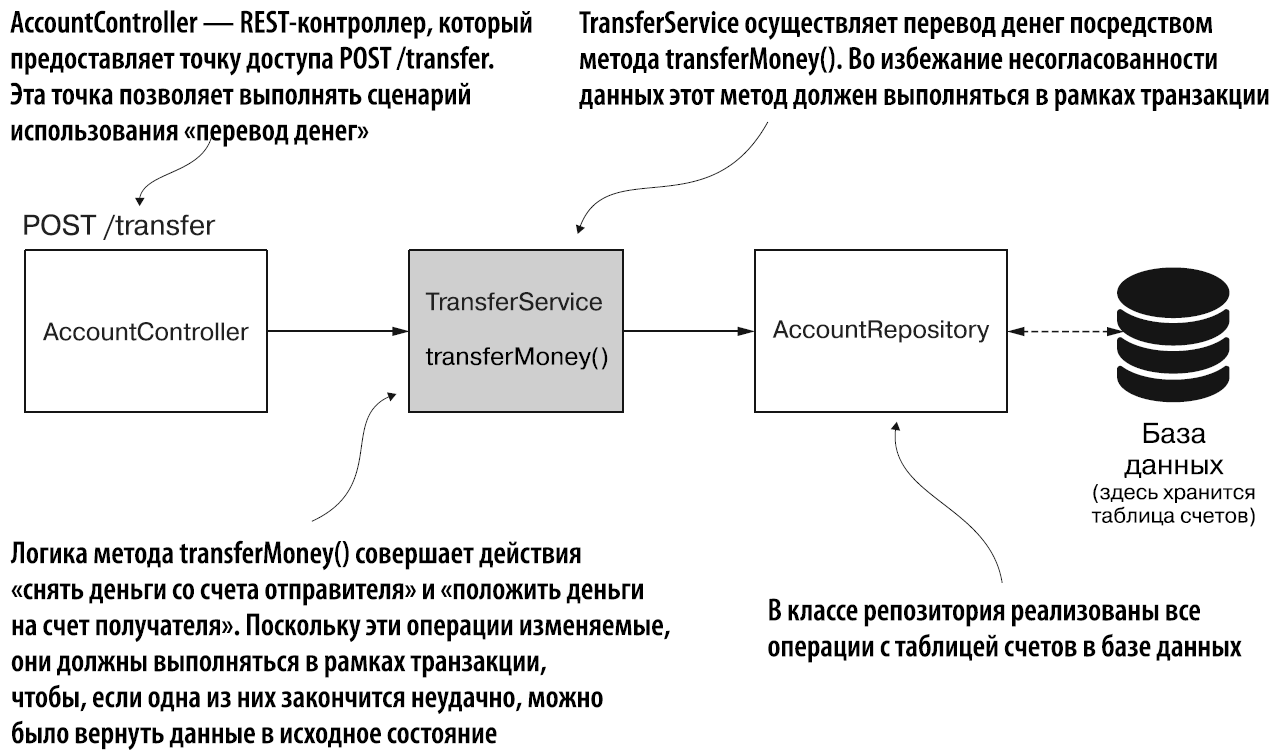 AccountController — REST-контроллер, который
предоставляет точку доступа POST /transfer.
Эта точка позволяет выполнять сценарий
использования «перевод денег»
TransferService осуществляет перевод денег посредством
метода transferMoney(). Во избежание несогласованности
данных этот метод должен выполняться в рамках транзакции
POST /transfer
AccountController
TransferService
transferMoney()
AccountRepository
База
данных
(здесь хранится
таблица счетов)
Логика метода transferMoney() совершает действия
«снять деньги со счета отправителя» и «положить деньги
на счет получателя». Поскольку эти операции изменяемые,
они должны выполняться в рамках транзакции,
чтобы, если одна из них закончится неудачно, можно
было вернуть данные в исходное состояние
В классе репозитория реализованы все
операции с таблицей счетов в базе данных